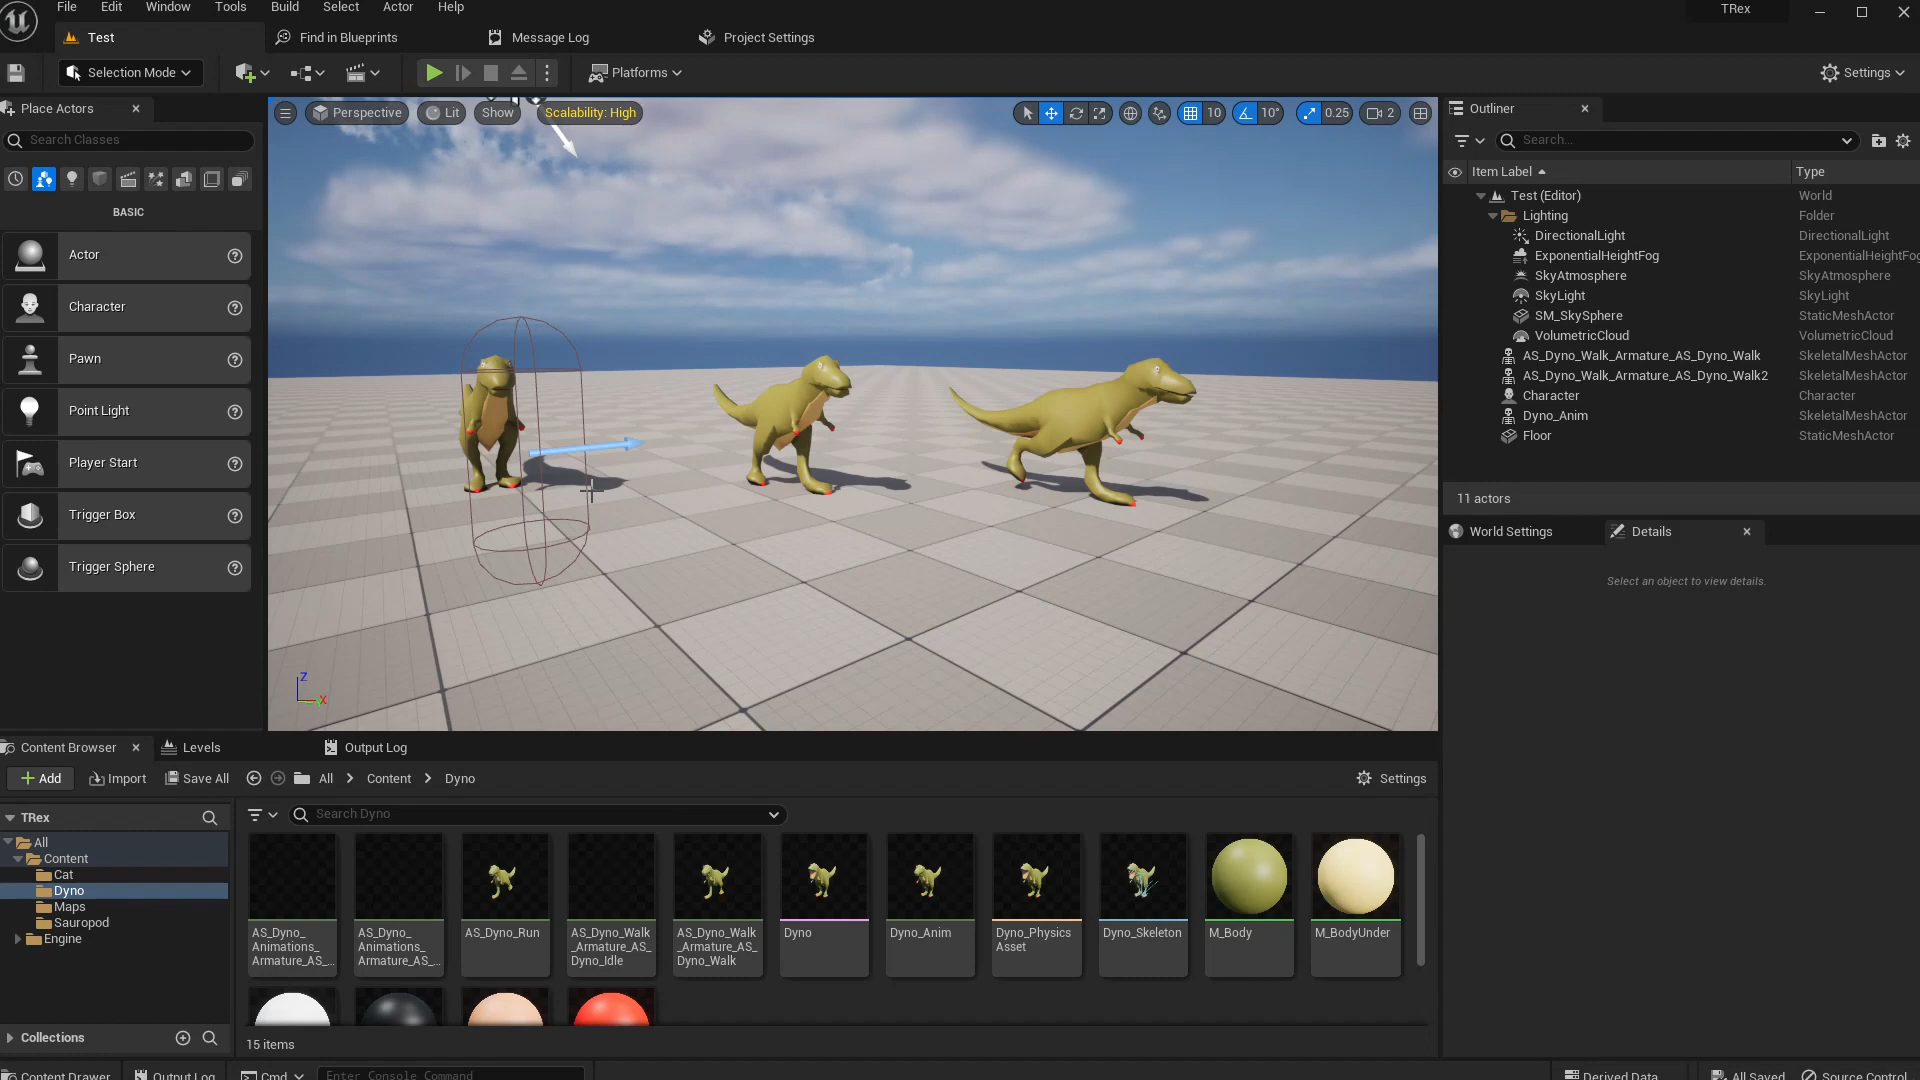 File Edit Window Tools Build Select Actor Help
TRex
Test
Find in Blueprints
Message Log
Project Settings
Selection Mode
Platforms
Settings
Place Actors
Search Classes
BASIC
Actor
Character
Pawn
Point Light
Player Start
Trigger Box
Trigger Sphere
Perspective
Lit
Show
Scalability: High
10
10°
0.25
2
Z
X
Outliner
Search...
Item Label
Type
Test (Editor) World
Lighting Folder
DirectionalLight DirectionalLight
ExponentialHeightFog ExponentialHeightFog
SkyAtmosphere SkyAtmosphere
SkyLight SkyLight
SM_SkySphere StaticMeshActor
VolumetricCloud VolumetricCloud
AS_Dyno_Walk_Armature_AS_Dyno_Walk SkeletalMeshActor
AS_Dyno_Walk_Armature_AS_Dyno_Walk2 SkeletalMeshActor
Character Character
Dyno_Anim SkeletalMeshActor
Floor StaticMeshActor
11 actors
World Settings
Details
Select an object to view details.
Content Browser
Levels
Output Log
Add
Import
Save All
All
Content
Dyno
Settings
TRex
Search Dyno
All
Content
Cat
Dyno
Maps
Sauropod
Engine
Collections
AS_Dyno_
Animations_
Armature_AS_...
AS_Dyno_
Animations_
Armature_AS_...
AS_Dyno_Run
AS_Dyno_Walk
_Armature_AS_
Dyno_Idle
AS_Dyno_Walk
_Armature_AS_
Dyno_Walk
Dyno
Dyno_Anim
Dyno_Physics
Asset
Dyno_Skeleton
M_Body
M_BodyUnder
15 items
Content Drawer
Output Log
Cmd
Enter Console Command
Derived Data
All Saved
Source Control